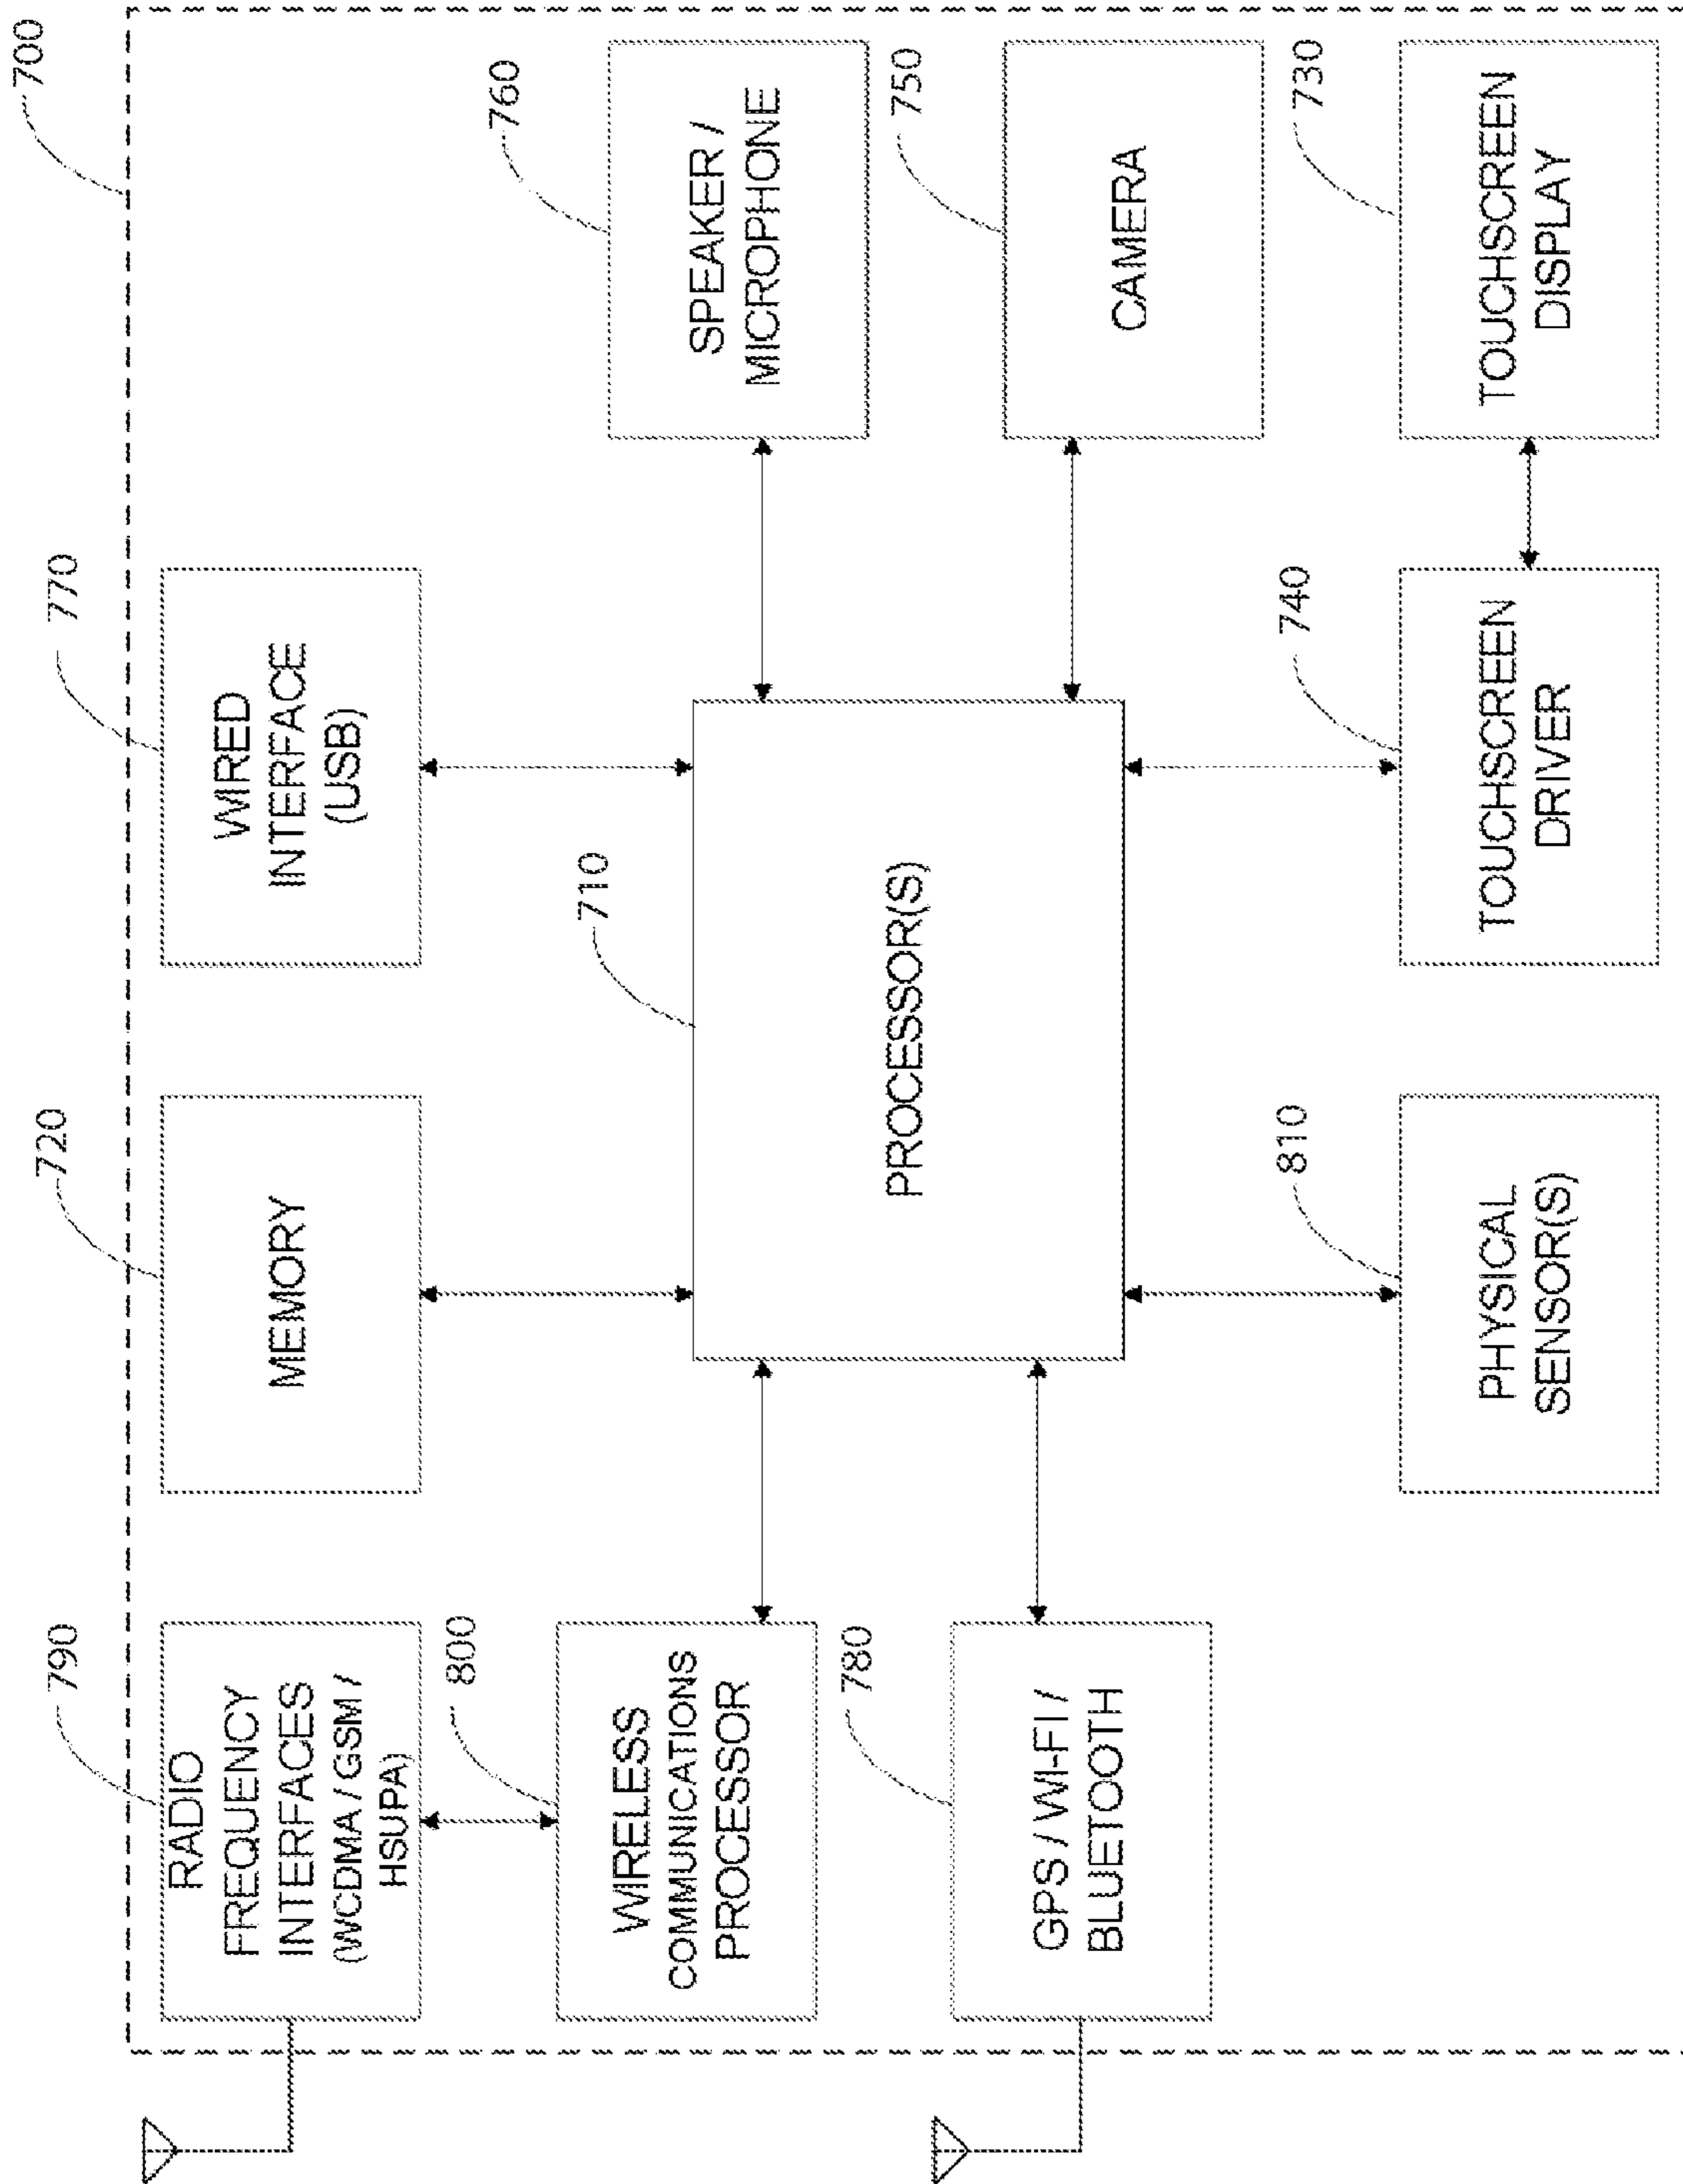 700
790
RADIO
FREQUENCY
INTERFACES
(WCDMA / GSM /
HSUPA)
720
MEMORY
770
WIRED
INTERFACE
(USB)
800
WIRELESS
COMMUNICATIONS
PROCESSOR
710
PROCESSOR(S)
760
SPEAKER /
MICROPHONE
780
GPS / WI-FI /
BLUETOOTH
750
CAMERA
810
PHYSICAL
SENSOR(S)
740
TOUCHSCREEN
DRIVER
730
TOUCHSCREEN
DISPLAY